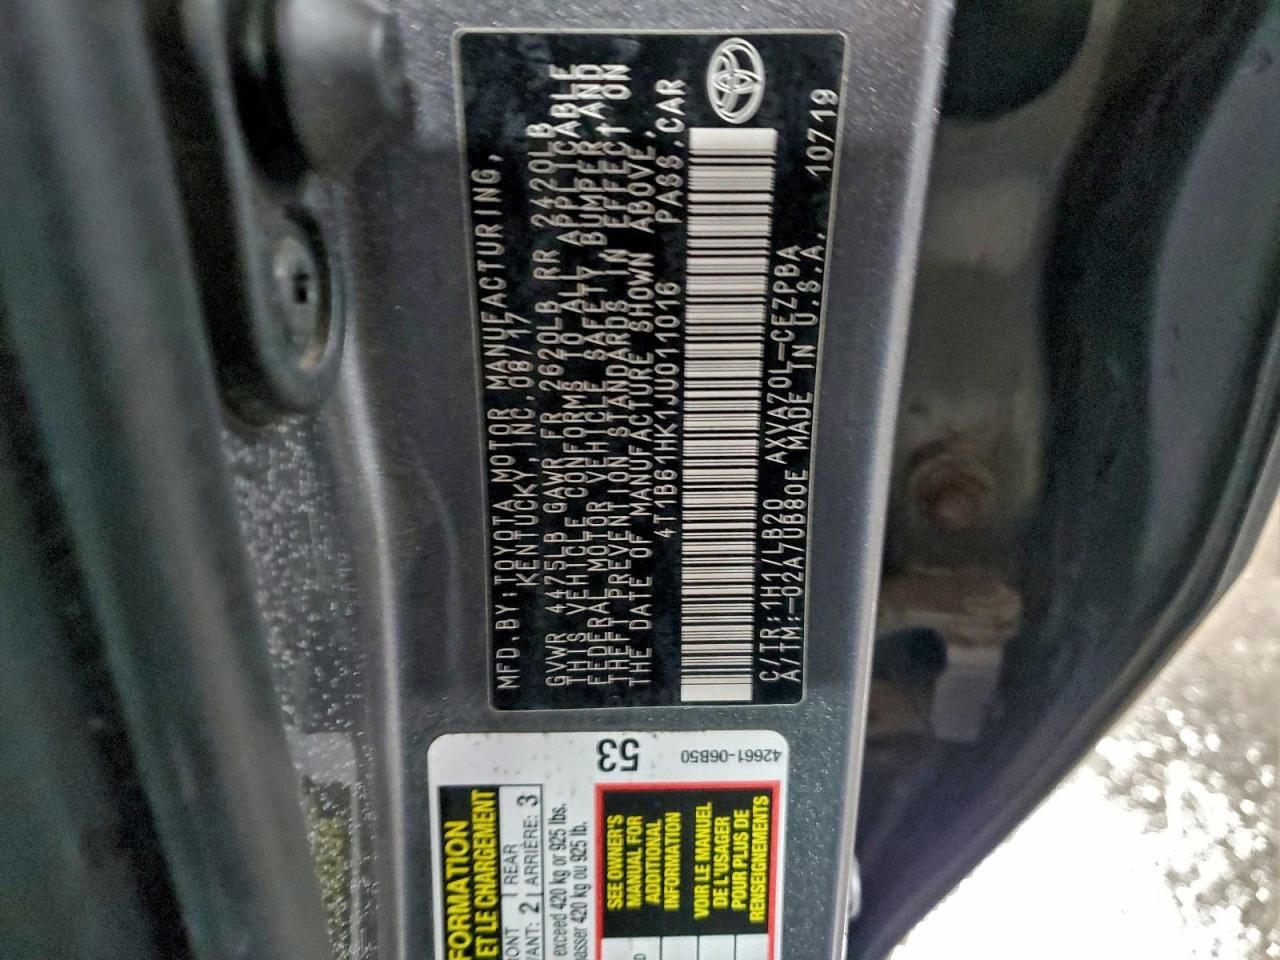 MFD.BY:TOYOTA MOTOR MANUFACTURING,
KENTUCKY INC. 08/17
GVWR 4475LB GAWR FR 2620LB RR 2420LB
THIS VEHICLE CONFORMS TO ALL APPLICABLE
FEDERAL MOTOR VEHICLE SAFETY, BUMPER, AND
THEFT PREVENTION STANDARDS IN EFFECT ON
THE DATE OF MANUFACTURE SHOWN ABOVE.
4T1B61HK1JU011016 PASS.CAR
C/TR:1H1/LB20 AXVA70L-CEZPBA
A/TM:-02A/UB80E MADE IN U.S.A. 10719
53
42661-06B50
FORMATION
ET LE CHARGEMENT
RONT
REAR
VANT: 2
ARRIÈRE: 3
exceed 420 kg or 925 lbs.
passer 420 kg ou 925 lb.
SEE OWNER'S
MANUAL FOR
ADDITIONAL
INFORMATION
VOIR LE MANUEL
DE L'USAGER
POUR PLUS DE
RENSEIGNEMENTS